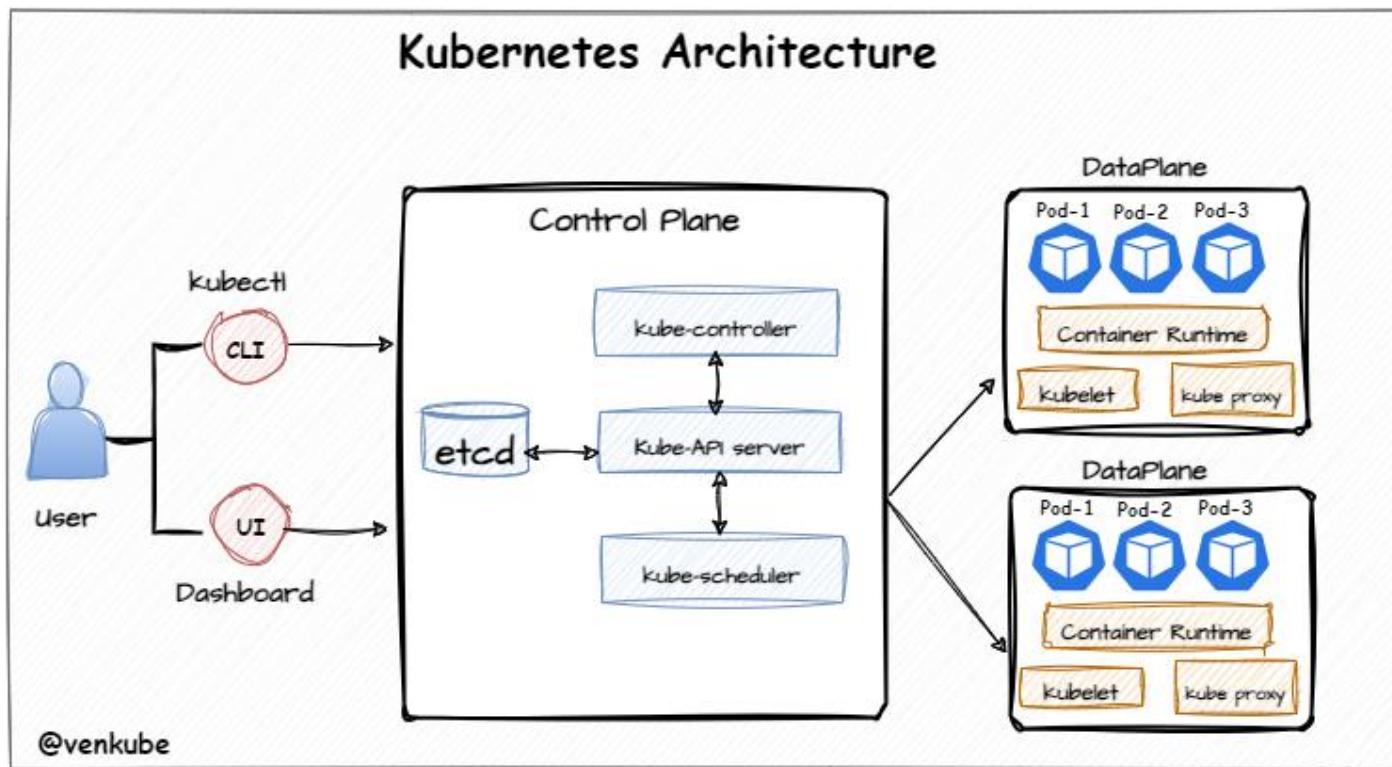 Kubernetes Architecture
User
kubectl
CLI
UI
Dashboard
Control Plane
kube-controller
etcd
Kube-API server
kube-scheduler
DataPlane
Pod-1 Pod-2 Pod-3
Container Runtime
kubelet
kube proxy
DataPlane
Pod-1 Pod-2 Pod-3
Container Runtime
kubelet
kube proxy
@venkube